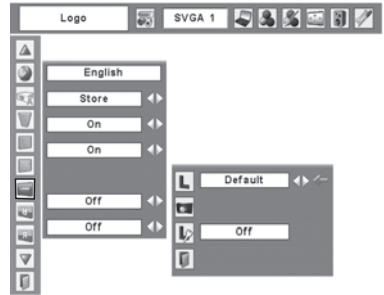 Logo
SVGA 1
English
Store
On
On
Off
Off
Default
Off